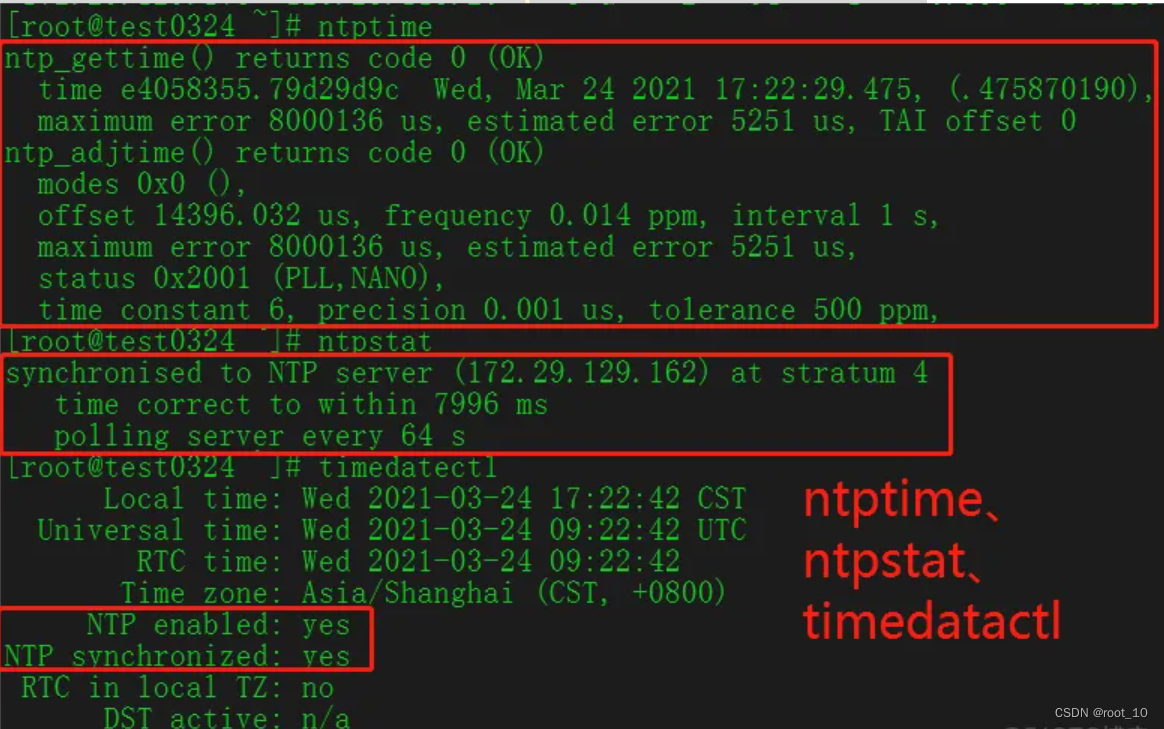 [root@test0324 ~]# ntptime
ntp_gettime() returns code 0 (OK)
  time e4058355.79d29d9c  Wed, Mar 24 2021 17:22:29.475, (.475870190),
  maximum error 8000136 us, estimated error 5251 us, TAI offset 0
ntp_adjtime() returns code 0 (OK)
  modes 0x0 (),
  offset 14396.032 us, frequency 0.014 ppm, interval 1 s,
  maximum error 8000136 us, estimated error 5251 us,
  status 0x2001 (PLL,NANO),
  time constant 6, precision 0.001 us, tolerance 500 ppm,
[root@test0324 ~]# ntpstat
synchronised to NTP server (172.29.129.162) at stratum 4
   time correct to within 7996 ms
   polling server every 64 s
[root@test0324 ~]# timedatectl
      Local time: Wed 2021-03-24 17:22:42 CST
  Universal time: Wed 2021-03-24 09:22:42 UTC
        RTC time: Wed 2021-03-24 09:22:42
       Time zone: Asia/Shanghai (CST, +0800)
     NTP enabled: yes
NTP synchronized: yes
 RTC in local TZ: no
      DST active: n/a
ntptime、
ntpstat、
timedatactl
CSDN @root_10